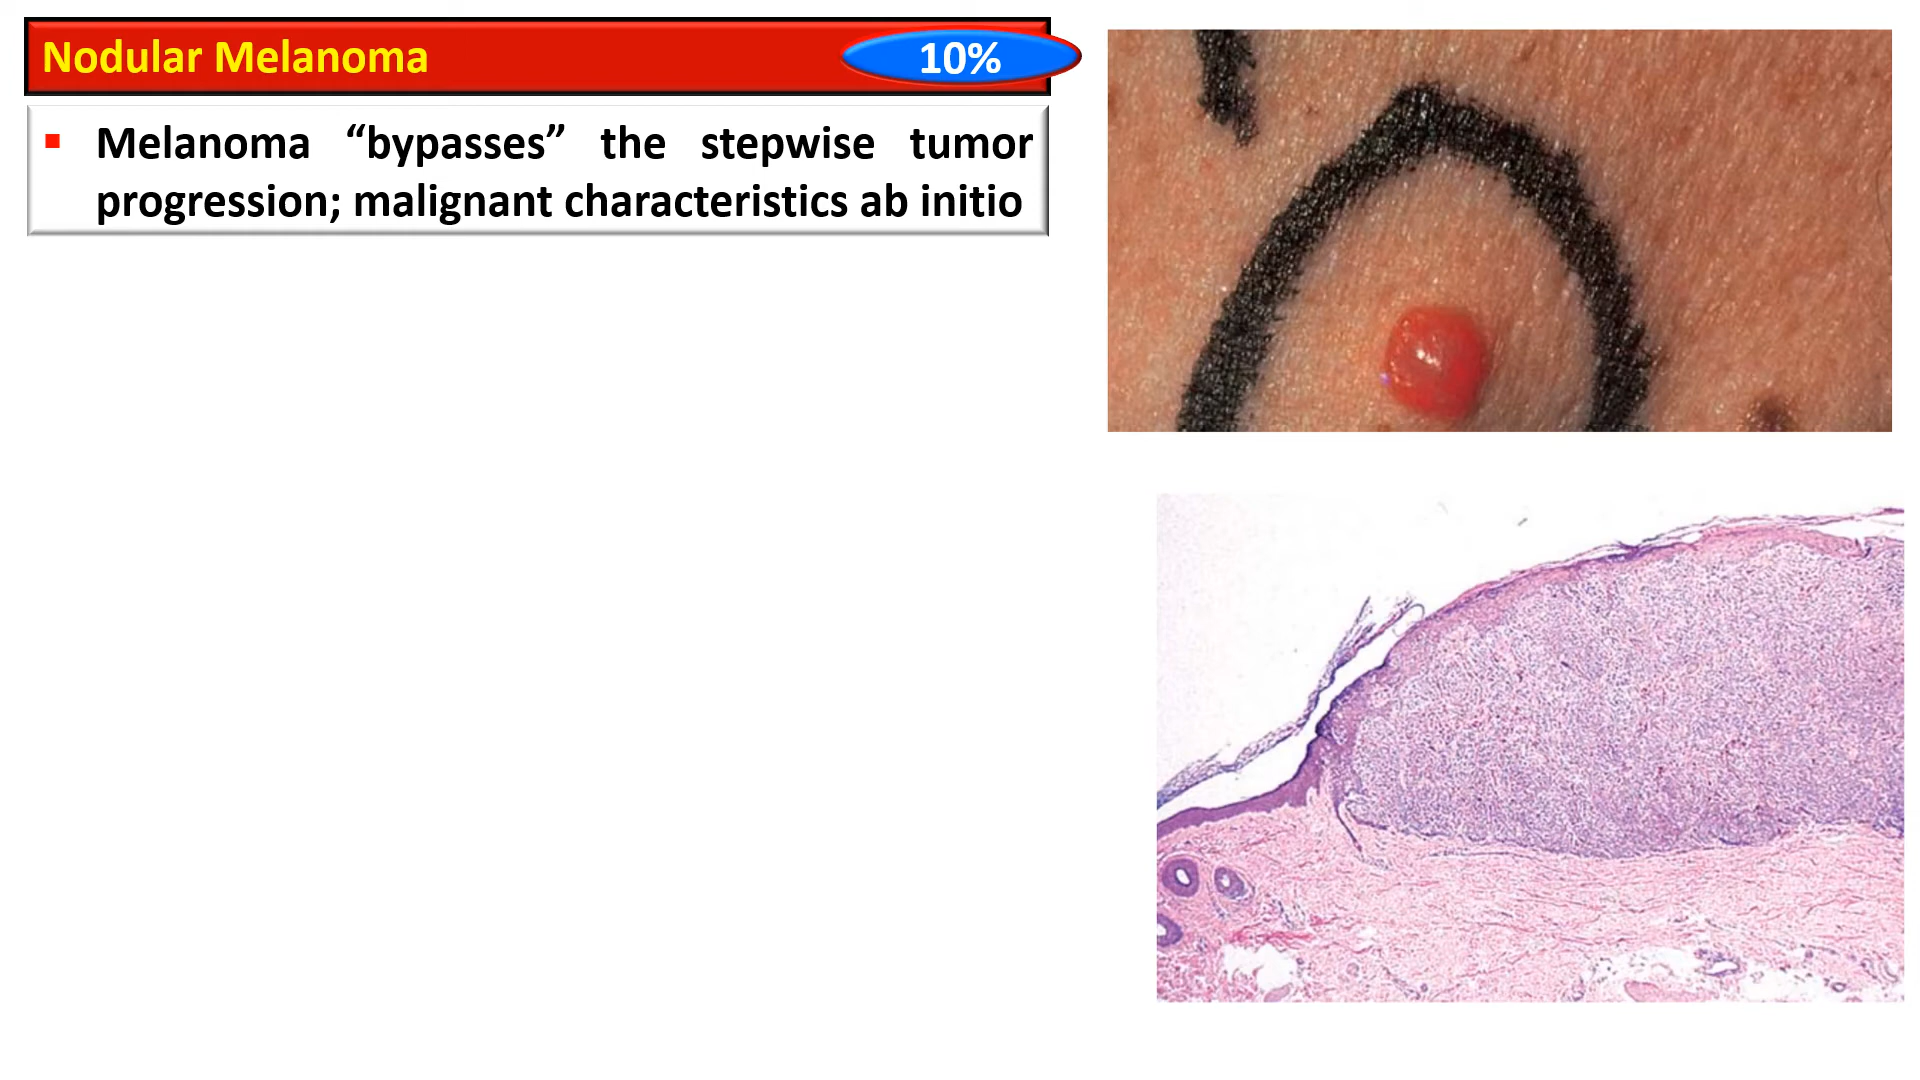 Nodular Melanoma
10%
▪ Melanoma “bypasses” the stepwise tumor
progression; malignant characteristics ab initio